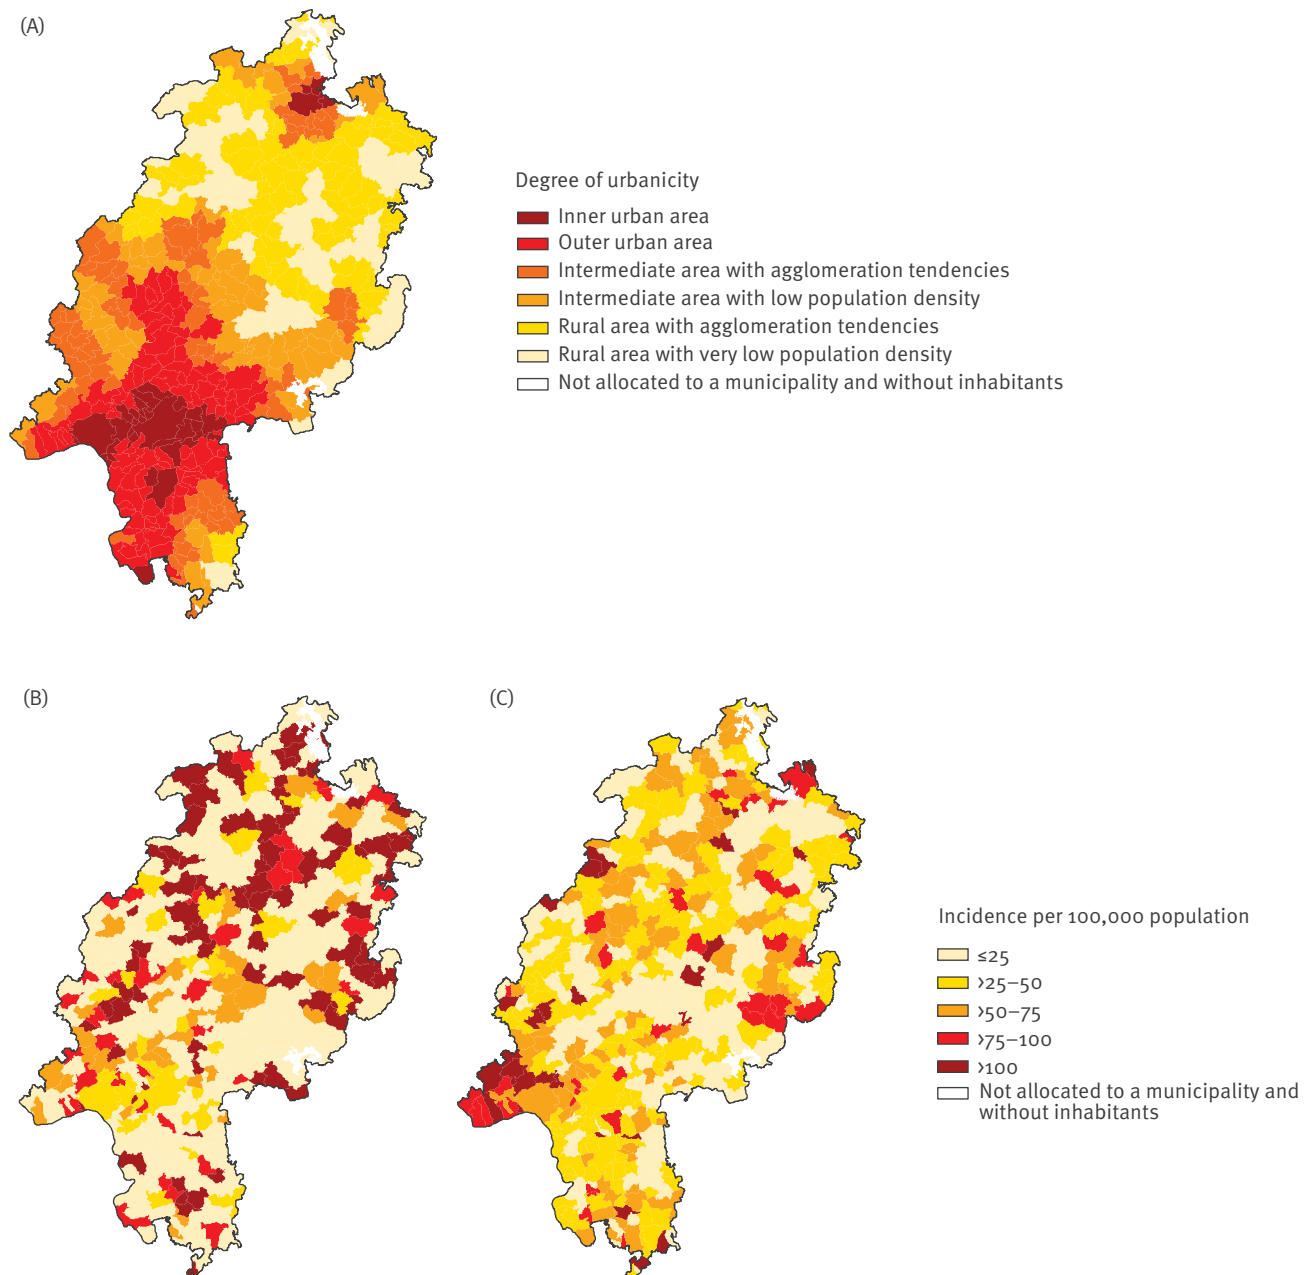 (A)
Degree of urbanicity
Inner urban area
Outer urban area
Intermediate area with agglomeration tendencies
Intermediate area with low population density
Rural area with agglomeration tendencies
Rural area with very low population density
Not allocated to a municipality and without inhabitants
(B)
(C)
Incidence per 100,000 population
≤25
>25–50
>50–75
>75–100
>100
Not allocated to a municipality and
without inhabitants